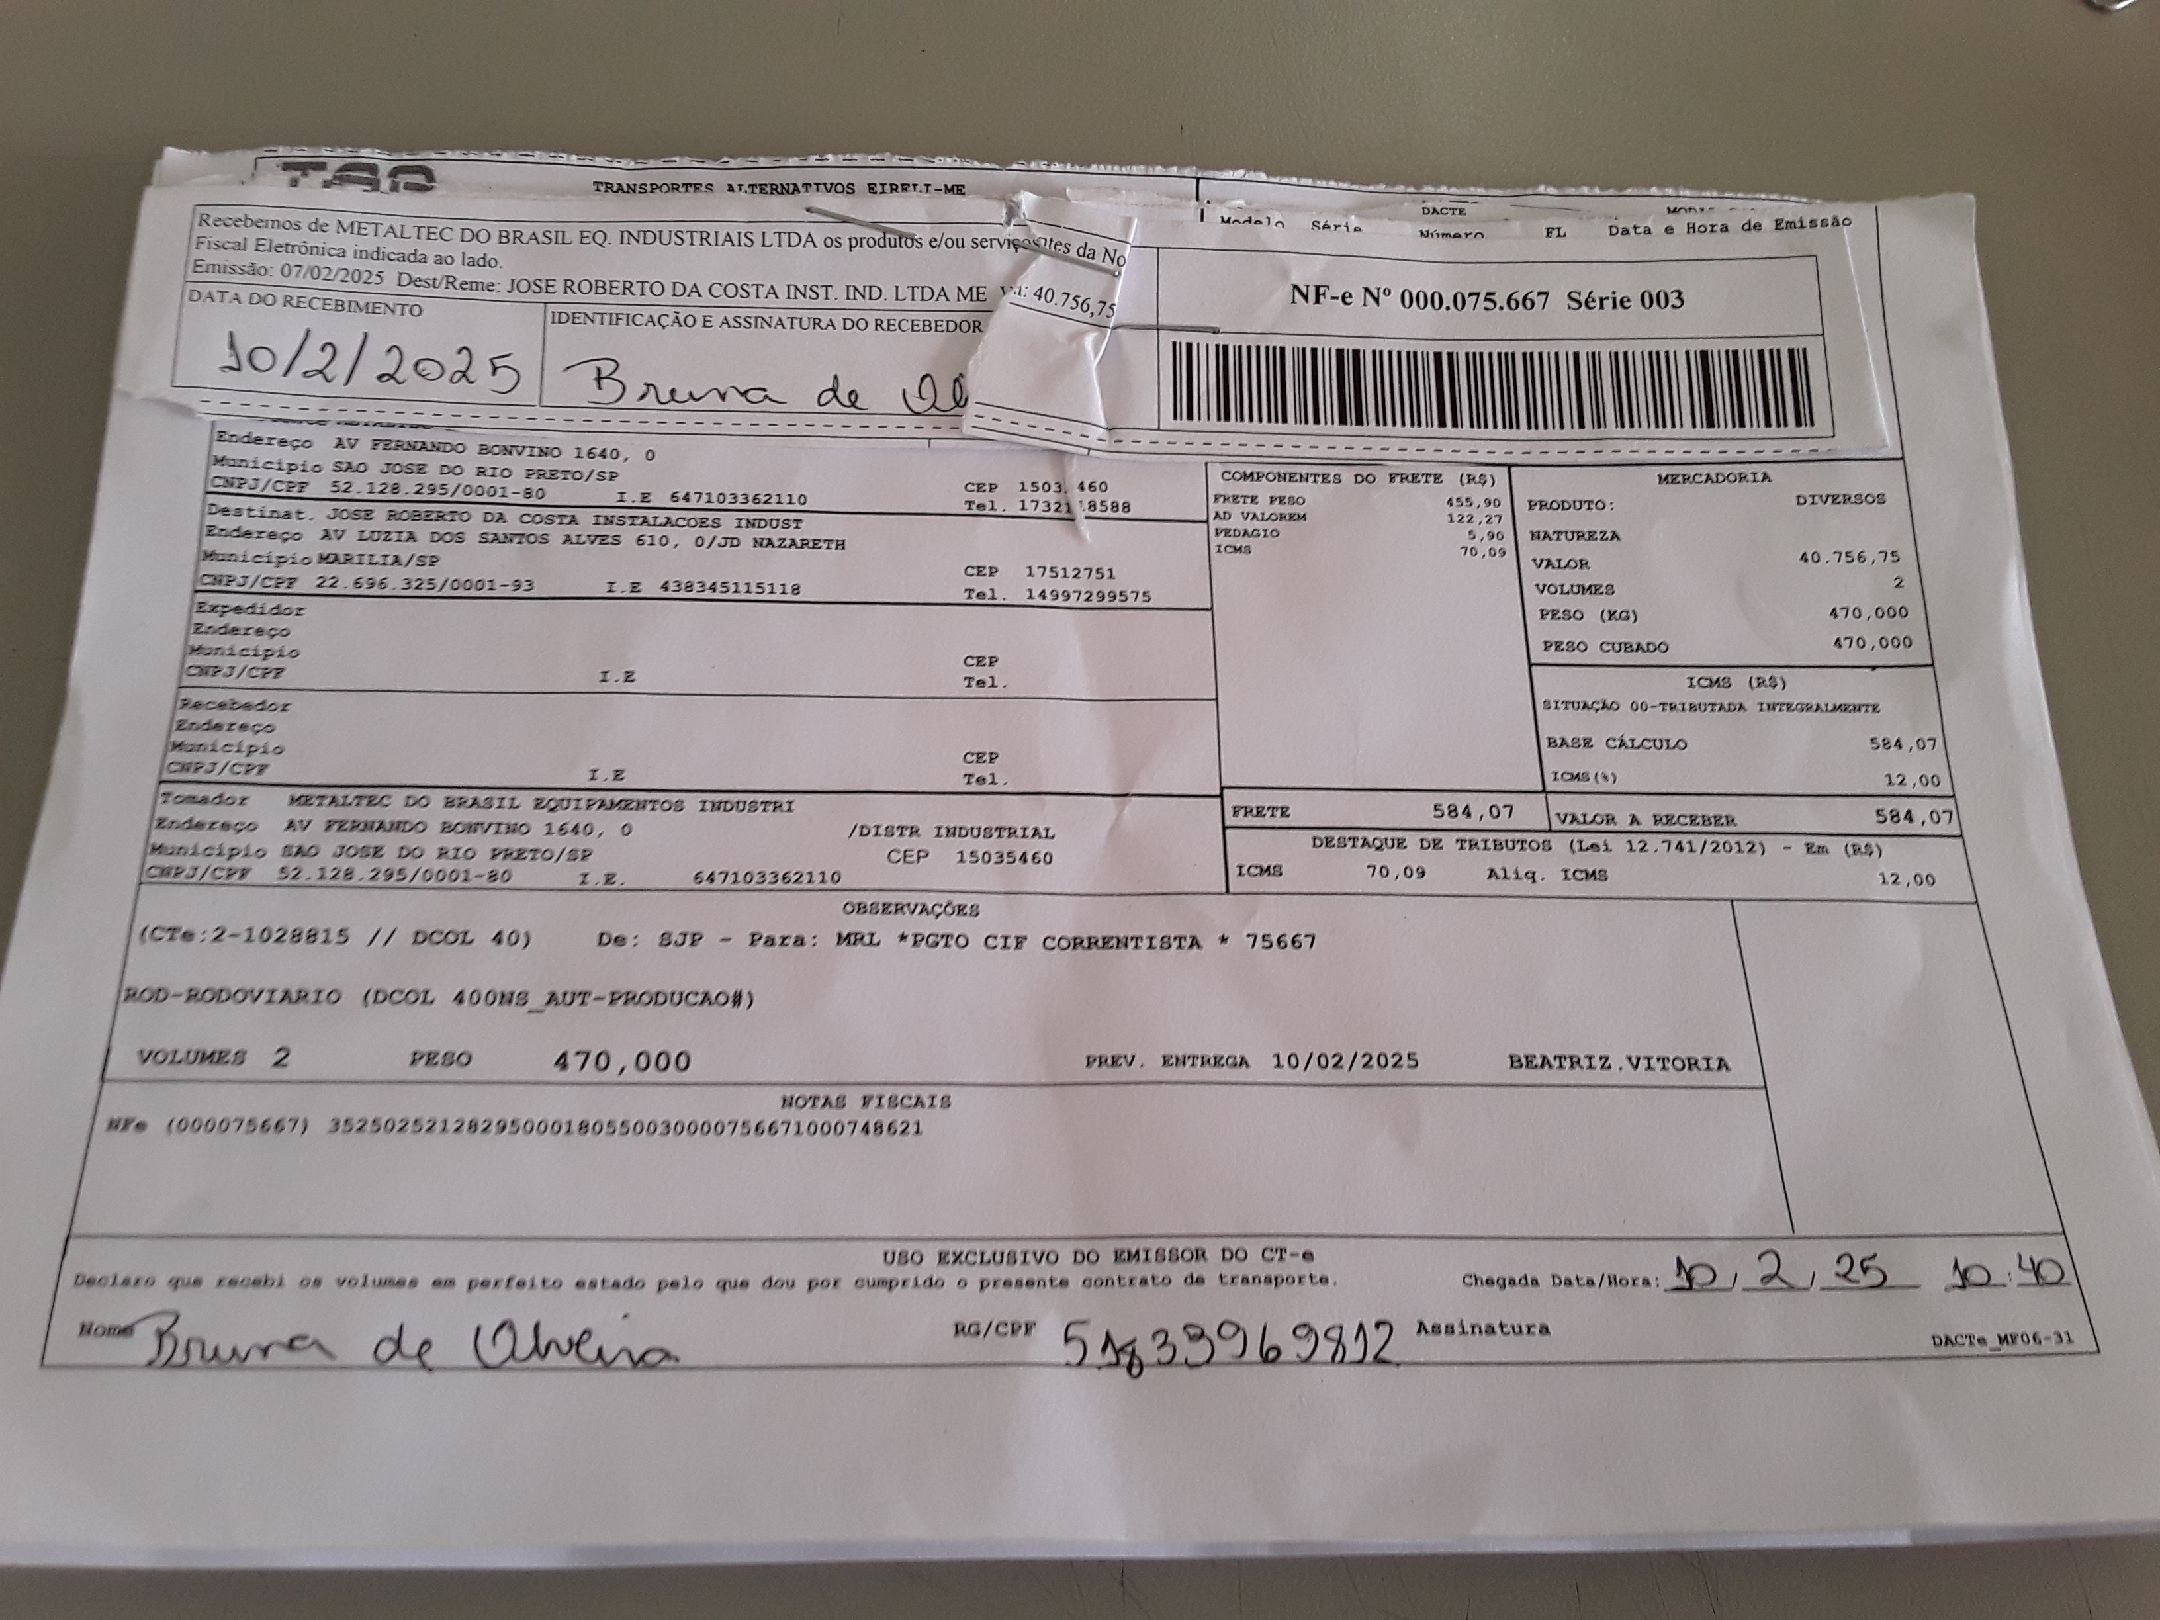 TRANSPORTES ALTERNATIVOS EIRELI-ME
DACTE
Modelo Série Número FL Data e Hora de Emissão
Recebemos de METALTEC DO BRASIL EQ. INDUSTRIAIS LTDA os produtos e/ou serviços da
Fiscal Eletrônica indicada ao lado.
Emissão: 07/02/2025 Dest/Reme: JOSE ROBERTO DA COSTA INST. IND. LTDA ME 40.756,75
DATA DO RECEBIMENTO
10/2/2025
IDENTIFICAÇÃO E ASSINATURA DO RECEBEDOR
Bruna de
NF-e Nº 000.075.667 Série 003
Endereço AV FERNANDO BONVINO 1640, 0
Município SAO JOSE DO RIO PRETO/SP
CNPJ/CPF 52.128.295/0001-80 I.E 647103362110
CEP 1503 460
Tel. 17321 8588
Destinat. JOSE ROBERTO DA COSTA INSTALACOES INDUST
Endereço AV LUZIA DOS SANTOS ALVES 610, 0/JD NAZARETH
Município MARILIA/SP
CEP 17512751
CNPJ/CPF 22.696.325/0001-93 I.E 438345115118
Tel. 14997299575
Expedidor
Endereço
Município
CEP
CNPJ/CPF I.E
Tel.
Recebedor
Endereço
Município
CEP
CNPJ/CPF I.E
Tel.
Tomador METALTEC DO BRASIL EQUIPAMENTOS INDUSTRI
Endereço AV FERNANDO BONVINO 1640, 0 /DISTR INDUSTRIAL
Município SAO JOSE DO RIO PRETO/SP CEP 15035460
CNPJ/CPF 52.128.295/0001-80 I.E. 647103362110
COMPONENTES DO FRETE (R$)
FRETE PESO 455,90
AD VALOREM 122,27
PEDAGIO 5,90
ICMS 70,09
MERCADORIA
PRODUTO: DIVERSOS
NATUREZA
VALOR 40.756,75
VOLUMES 2
PESO (KG) 470,000
PESO CUBADO 470,000
ICMS (R$)
SITUAÇÃO 00-TRIBUTADA INTEGRALMENTE
BASE CÁLCULO 584,07
ICMS(%) 12,00
FRETE 584,07 VALOR A RECEBER 584,07
DESTAQUE DE TRIBUTOS (Lei 12.741/2012) - Em (R$)
ICMS 70,09 Aliq. ICMS 12,00
OBSERVAÇÕES
(CTe:2-1028815 // DCOL 40) De: SJP - Para: MRL *PGTO CIF CORRENTISTA * 75667
ROD-RODOVIARIO (DCOL 400NS_AUT-PRODUCAO#)
VOLUMES 2 PESO 470,000 PREV. ENTREGA 10/02/2025 BEATRIZ.VITORIA
NOTAS FISCAIS
NFe (000075667) 35250252128295000180550030000756671000748621
USO EXCLUSIVO DO EMISSOR DO CT-e
Declaro que recebi os volumes em perfeito estado pelo que dou por cumprido o presente contrato de transporte. Chegada Data/Hora: 10/2/25 10:40
Nome Bruna de Oliveira RG/CPF 51833969812 Assinatura
DACTe_MF06-31